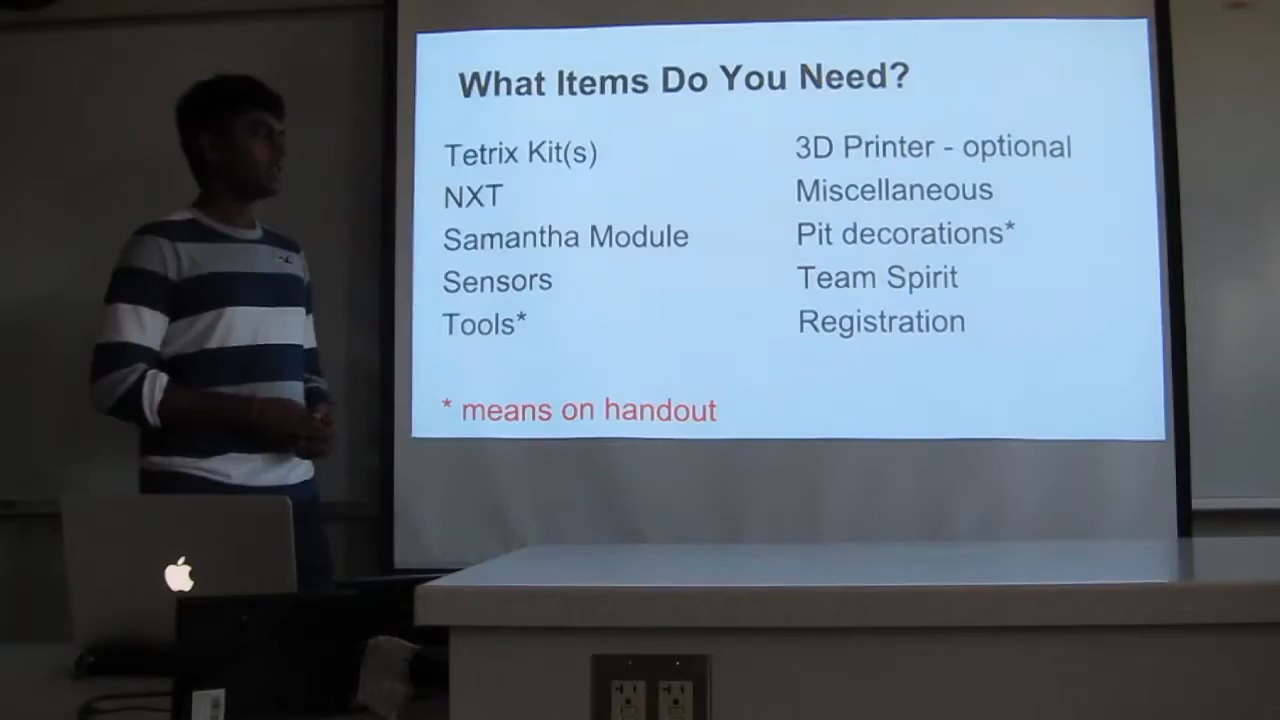 What Items Do You Need?
Tetrix Kit(s)
NXT
Samantha Module
Sensors
Tools*
3D Printer - optional
Miscellaneous
Pit decorations*
Team Spirit
Registration
* means on handout